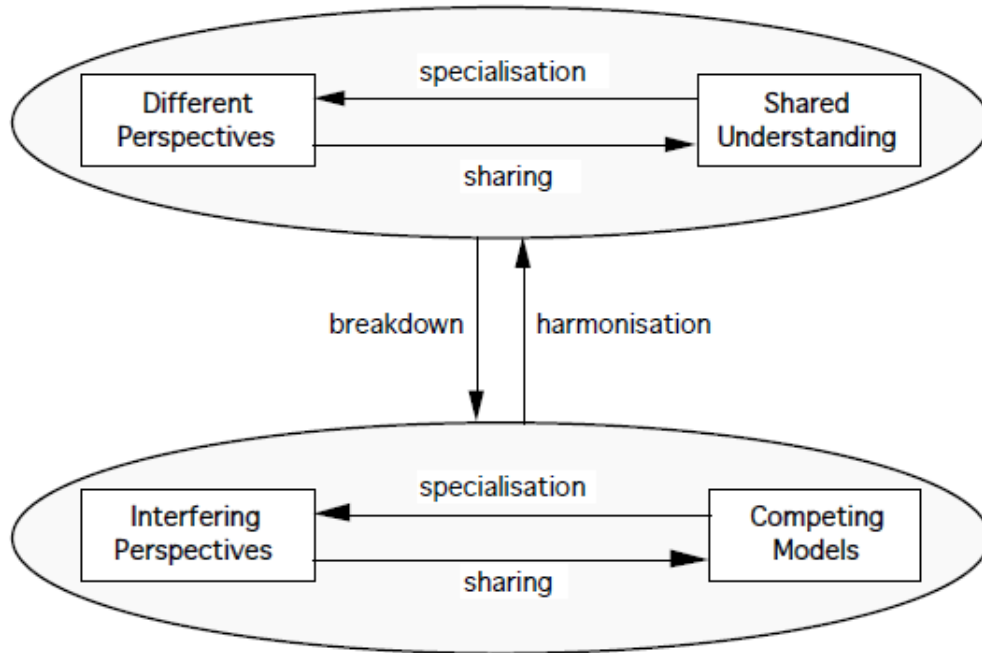 specialisation
Different
Perspectives
Shared
Understanding
sharing
breakdown
harmonisation
specialisation
Interfering
Perspectives
Competing
Models
sharing